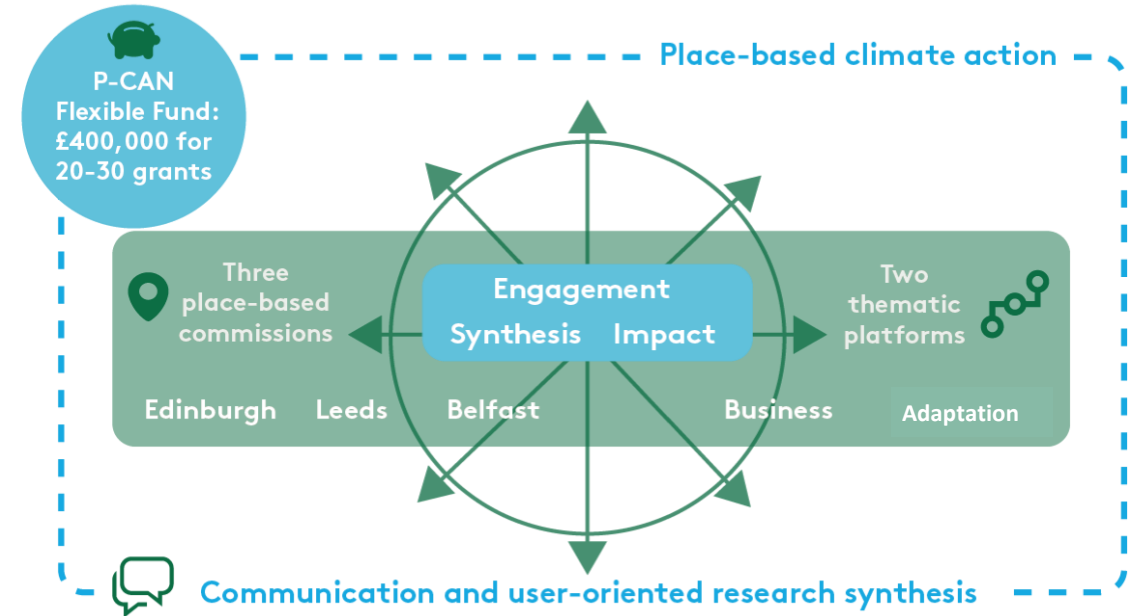 P-CAN
Flexible Fund:
£400,000 for
20-30 grants
Place-based climate action
Three
place-based
commissions
Engagement
Synthesis Impact
Two
thematic
platforms
Edinburgh Leeds Belfast Business Adaptation
Communication and user-oriented research synthesis